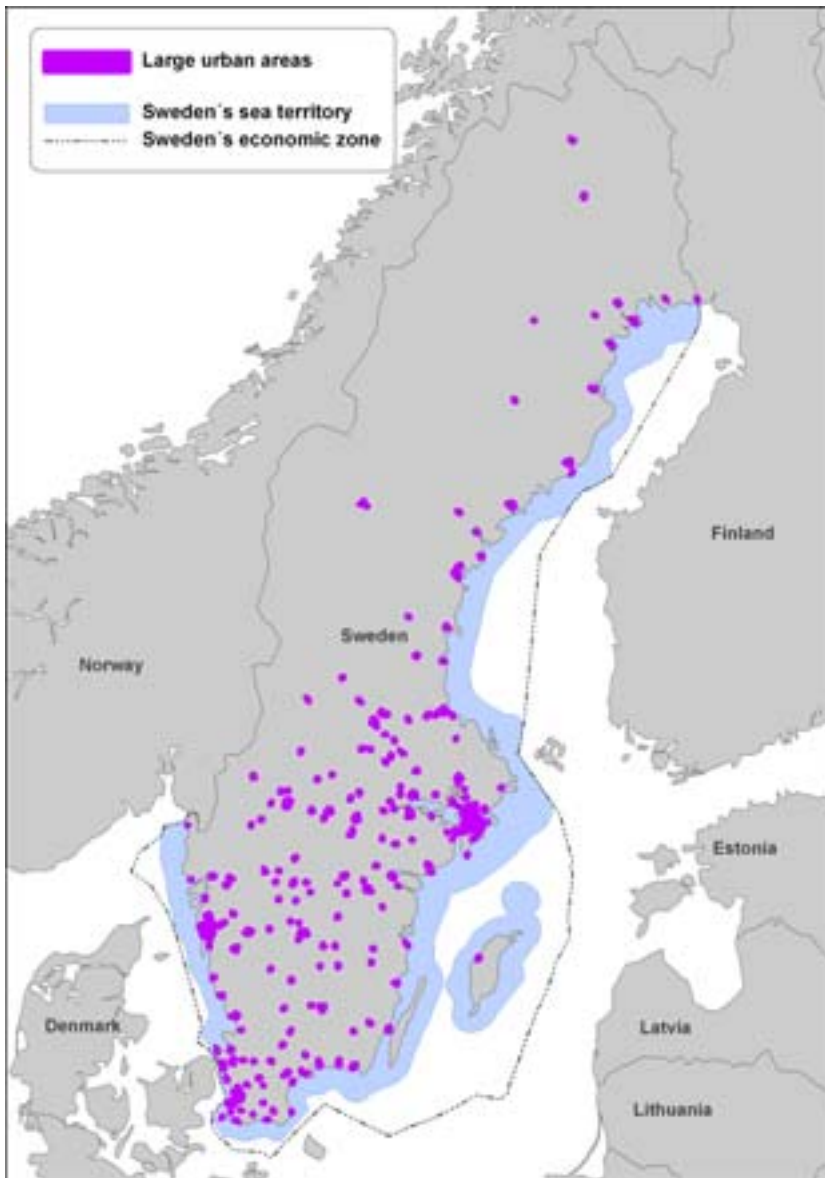 Large urban areas
Sweden´s sea territory
Sweden´s economic zone
Finland
Sweden
Norway
Estonia
Denmark
Latvia
Lithuania